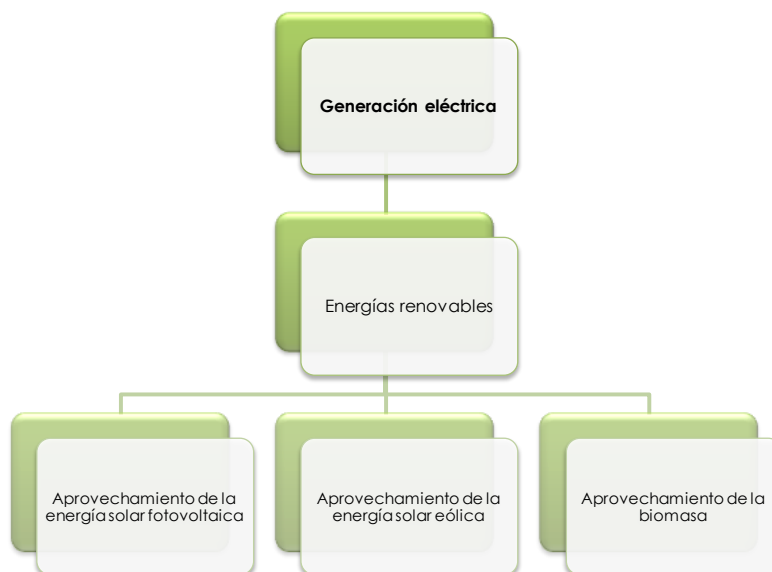 Generación eléctrica
Energías renovables
Aprovechamiento de la
energía solar fotovoltaica
Aprovechamiento de la
energía solar eólica
Aprovechamiento de la
biomasa